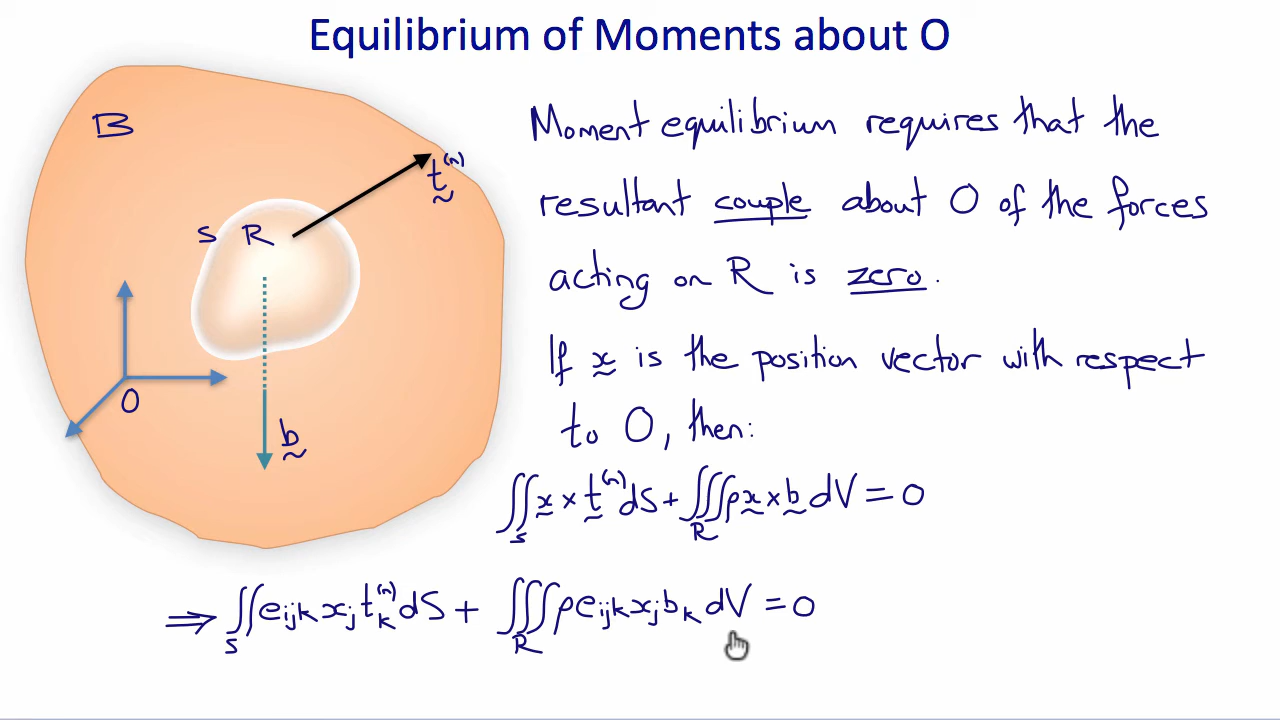 Equilibrium of Moments about O
B
t⁽ⁿ⁾
S R
O
b
Moment equilibrium requires that the
resultant couple about O of the forces
acting on R is zero.
If x is the position vector with respect
to O, then:
∬_S x × t⁽ⁿ⁾ dS + ∭_R ρ x × b dV = 0
⇒ ∬_S e_ijk x_j t_k⁽ⁿ⁾ dS + ∭_R ρ e_ijk x_j b_k dV = 0